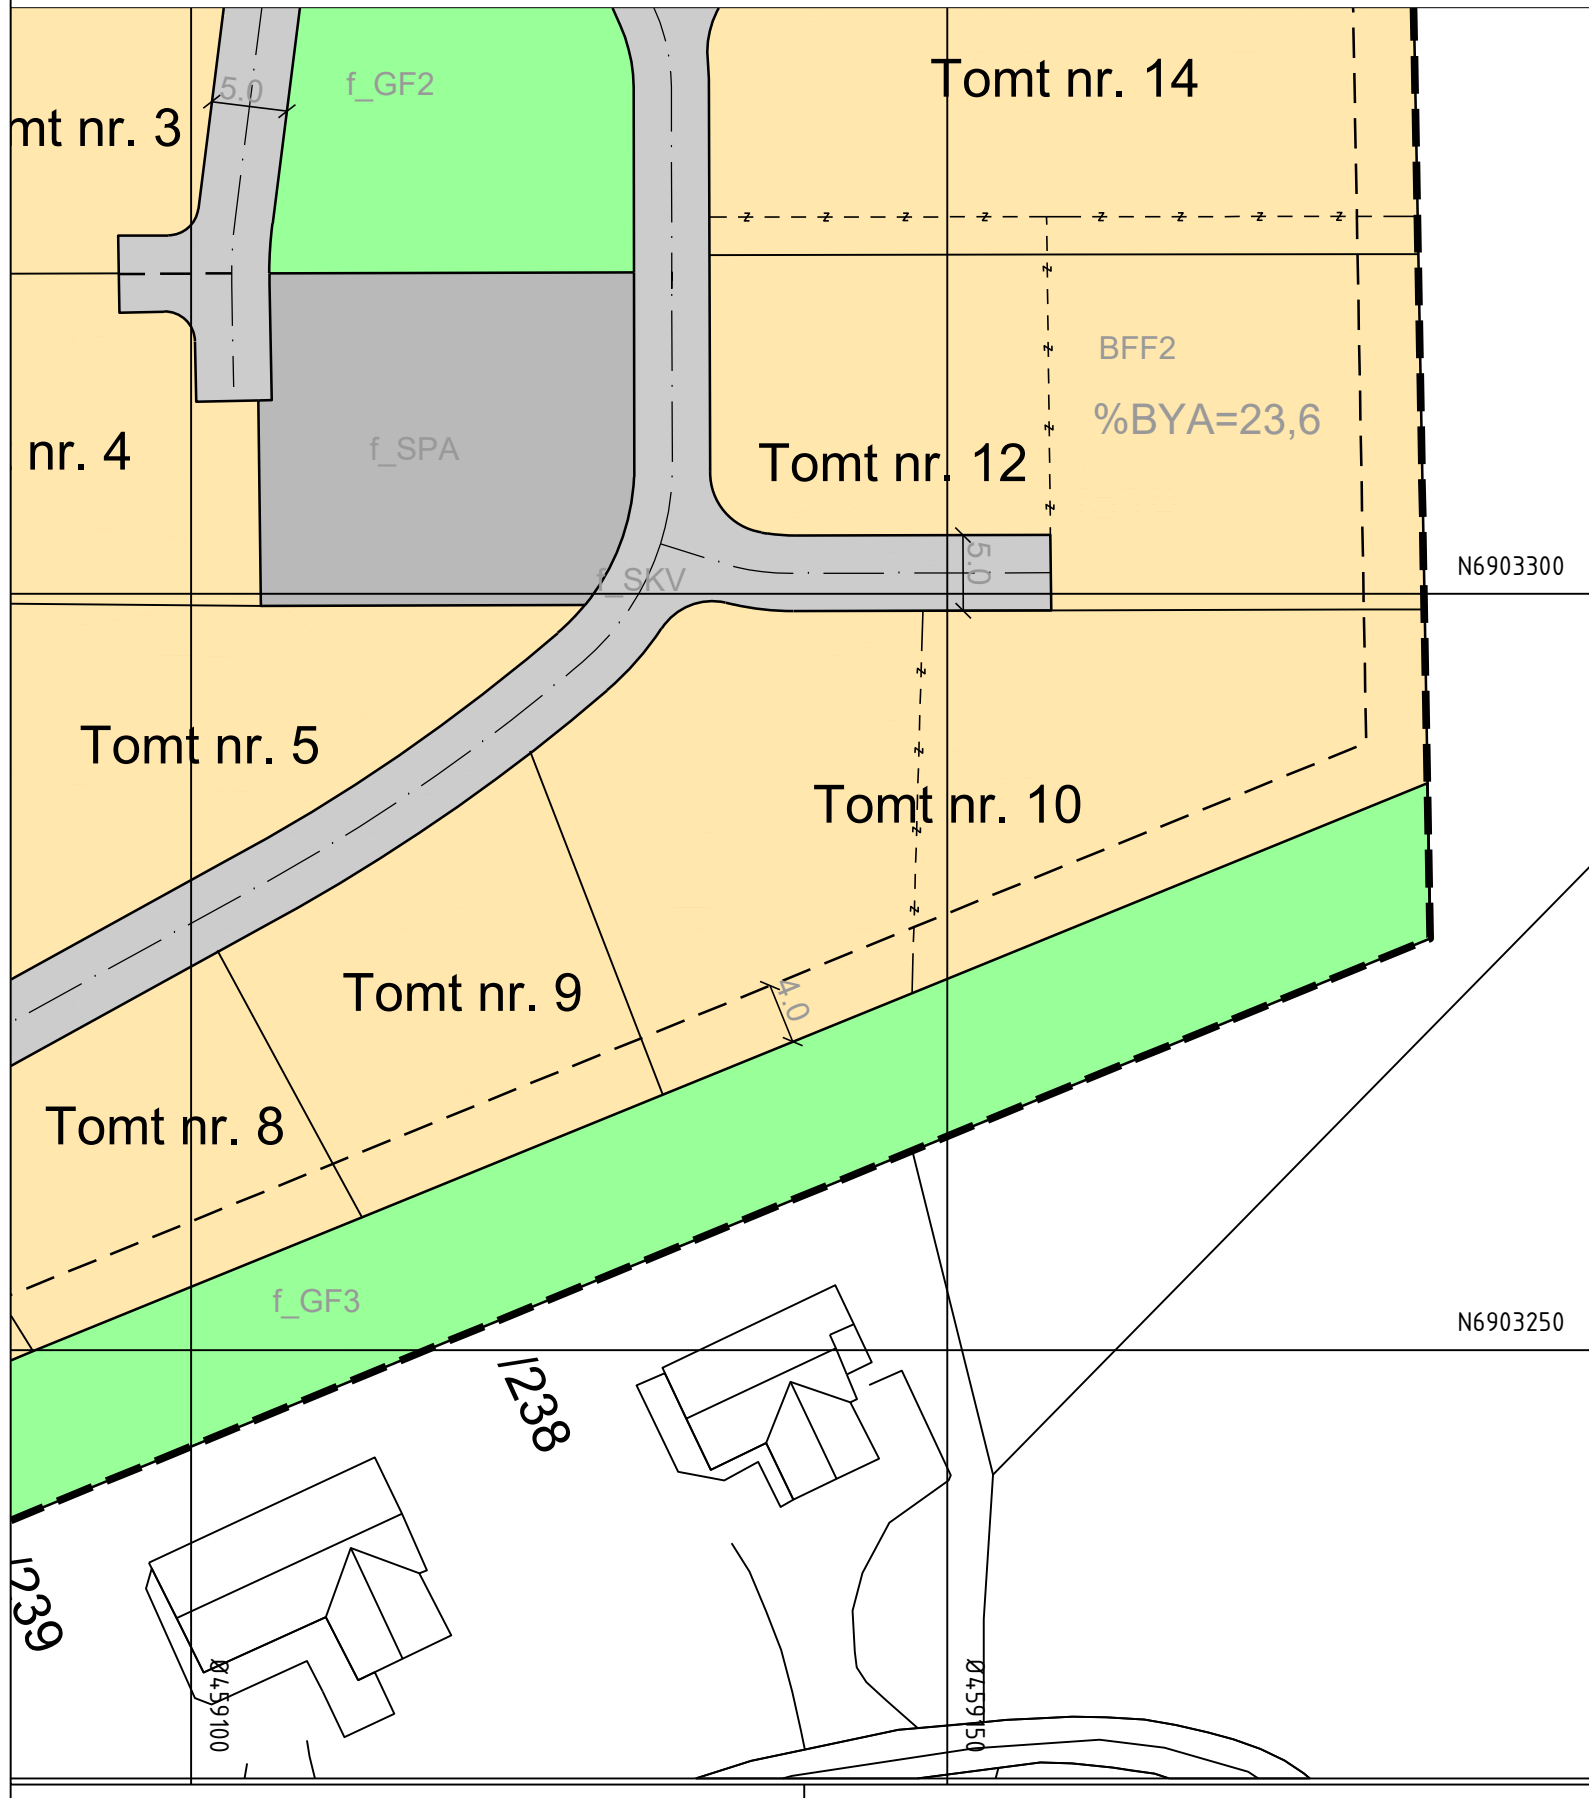 Tomt nr. 14
f_GF2
5.0
mt nr. 3
BFF2
%BYA=23,6
nr. 4
f_SPA
Tomt nr. 12
5.0
N6903300
f_SKV
Tomt nr. 5
Tomt nr. 10
Tomt nr. 9
4.0
Tomt nr. 8
f_GF3
N6903250
/238
/239
Ø459100
Ø459150